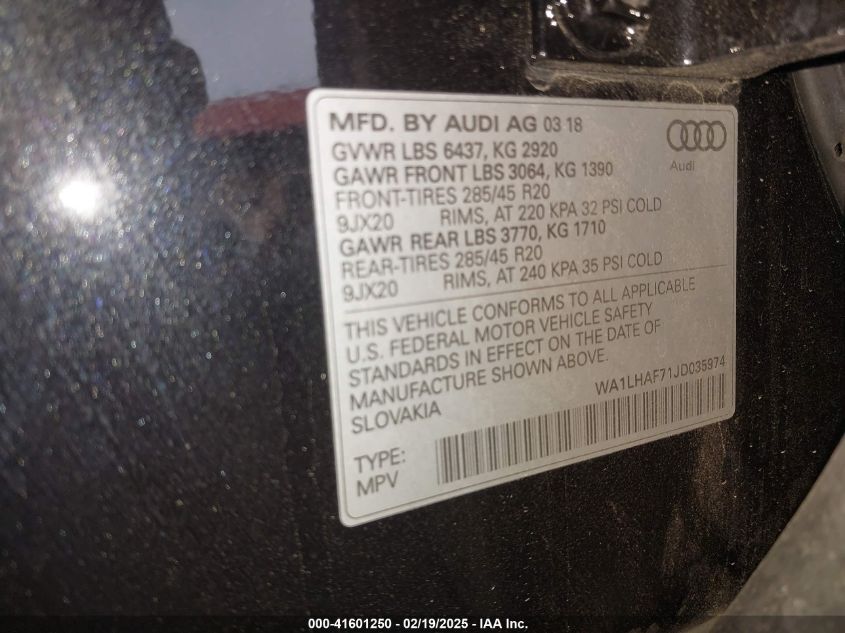 MFD. BY AUDI AG 03 18
GVWR LBS 6437, KG 2920
GAWR FRONT LBS 3064, KG 1390
FRONT-TIRES 285/45 R20
9JX20 RIMS, AT 220 KPA 32 PSI COLD
GAWR REAR LBS 3770, KG 1710
REAR-TIRES 285/45 R20
9JX20 RIMS, AT 240 KPA 35 PSI COLD
Audi
THIS VEHICLE CONFORMS TO ALL APPLICABLE
U.S. FEDERAL MOTOR VEHICLE SAFETY
STANDARDS IN EFFECT ON THE DATE OF
MANUFACTURE SHOWN ABOVE.
SLOVAKIA
WA1LHAF71JD035974
TYPE:
MPV
000-41601250 - 02/19/2025 - IAA Inc.